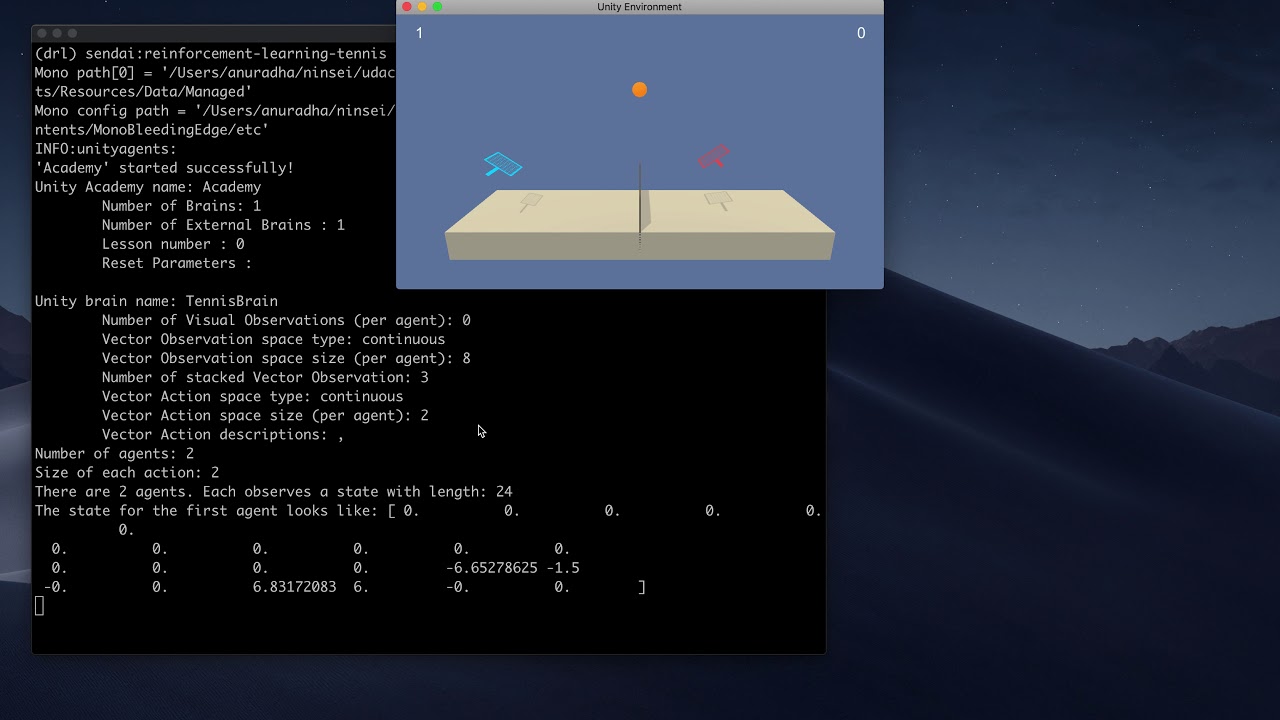 Unity Environment
1 0
(drl) sendai:reinforcement-learning-tennis
Mono path[0] = '/Users/anuradha/ninsei/udac
ts/Resources/Data/Managed'
Mono config path = '/Users/anuradha/ninsei/
ntents/MonoBleedingEdge/etc'
INFO:unityagents:
'Academy' started successfully!
Unity Academy name: Academy
Number of Brains: 1
Number of External Brains : 1
Lesson number : 0
Reset Parameters :
Unity brain name: TennisBrain
Number of Visual Observations (per agent): 0
Vector Observation space type: continuous
Vector Observation space size (per agent): 8
Number of stacked Vector Observation: 3
Vector Action space type: continuous
Vector Action space size (per agent): 2
Vector Action descriptions: ,
Number of agents: 2
Size of each action: 2
There are 2 agents. Each observes a state with length: 24
The state for the first agent looks like: [ 0. 0. 0. 0. 0.
0.
0. 0. 0. 0. 0. 0.
0. 0. 0. 0. -6.65278625 -1.5
-0. 0. 6.83172083 6. -0. 0. ]